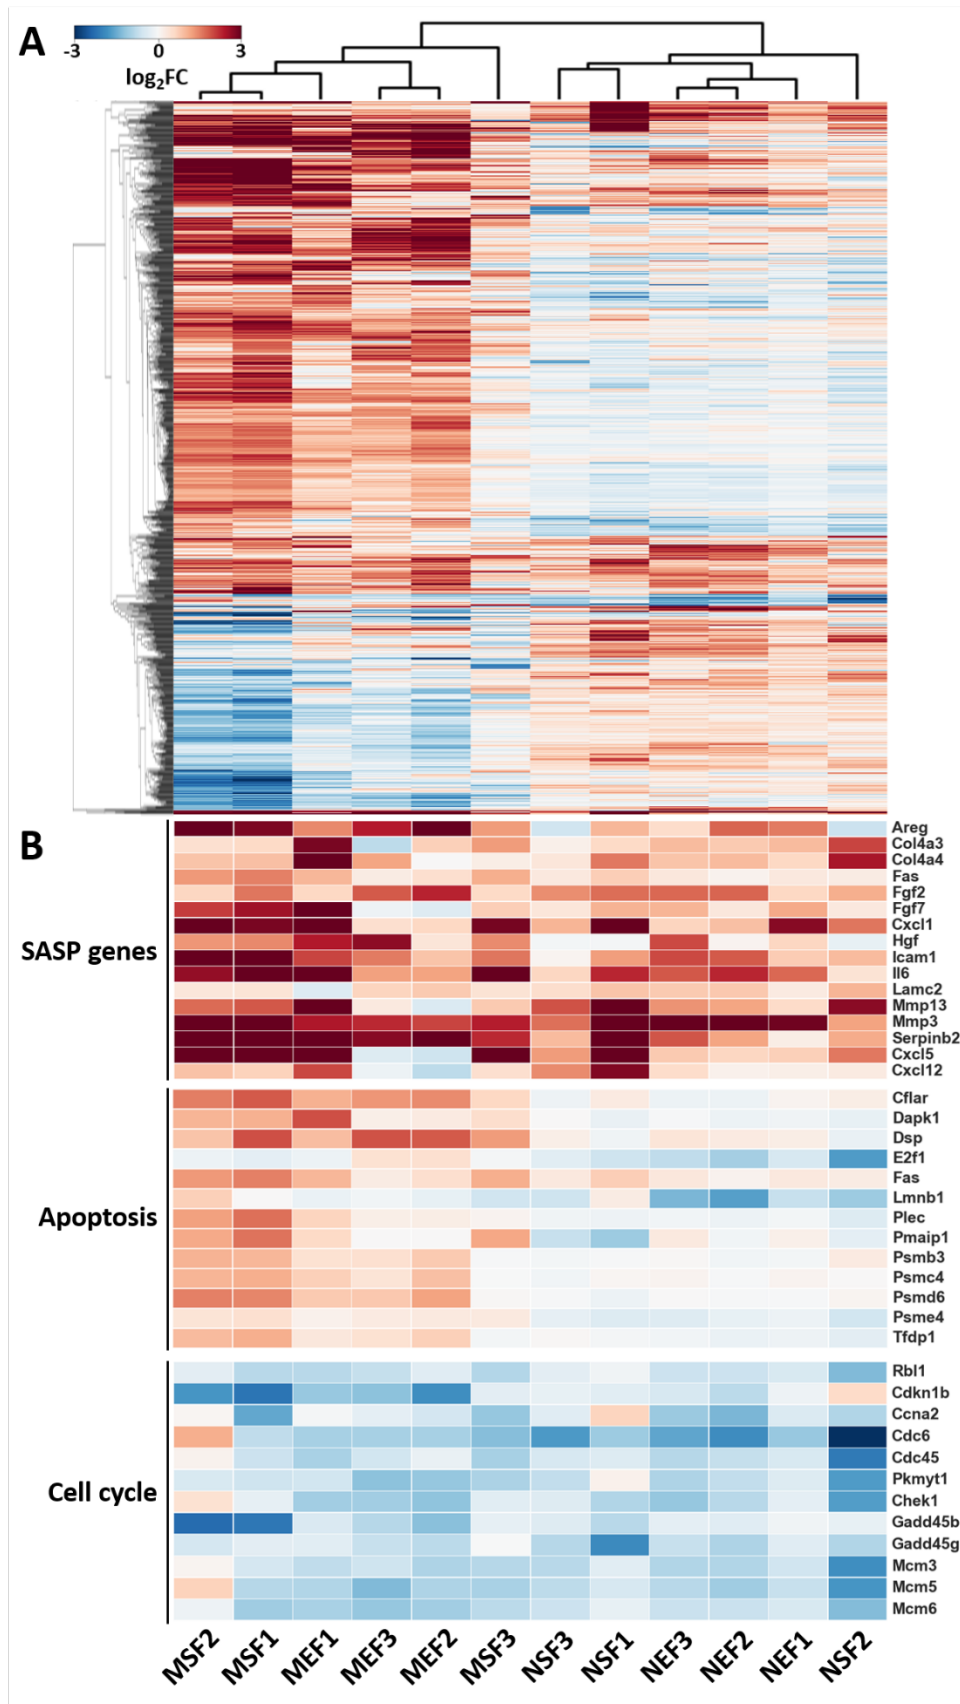 A
-3 0 3
log2FC
B
SASP genes
Areg
Col4a3
Col4a4
Fas
Fgf2
Fgf7
Cxcl1
Hgf
Icam1
Il6
Lamc2
Mmp13
Mmp3
Serpinb2
Cxcl5
Cxcl12
Apoptosis
Cflar
Dapk1
Dsp
E2f1
Fas
Lmnb1
Plec
Pmaip1
Psmb3
Psmc4
Psmd6
Psme4
Tfdp1
Cell cycle
Rbl1
Cdkn1b
Ccna2
Cdc6
Cdc45
Pkmyt1
Chek1
Gadd45b
Gadd45g
Mcm3
Mcm5
Mcm6
MSF2 MSF1 MEF1 MEF3 MEF2 MSF3 NSF3 NSF1 NEF3 NEF2 NEF1 NSF2